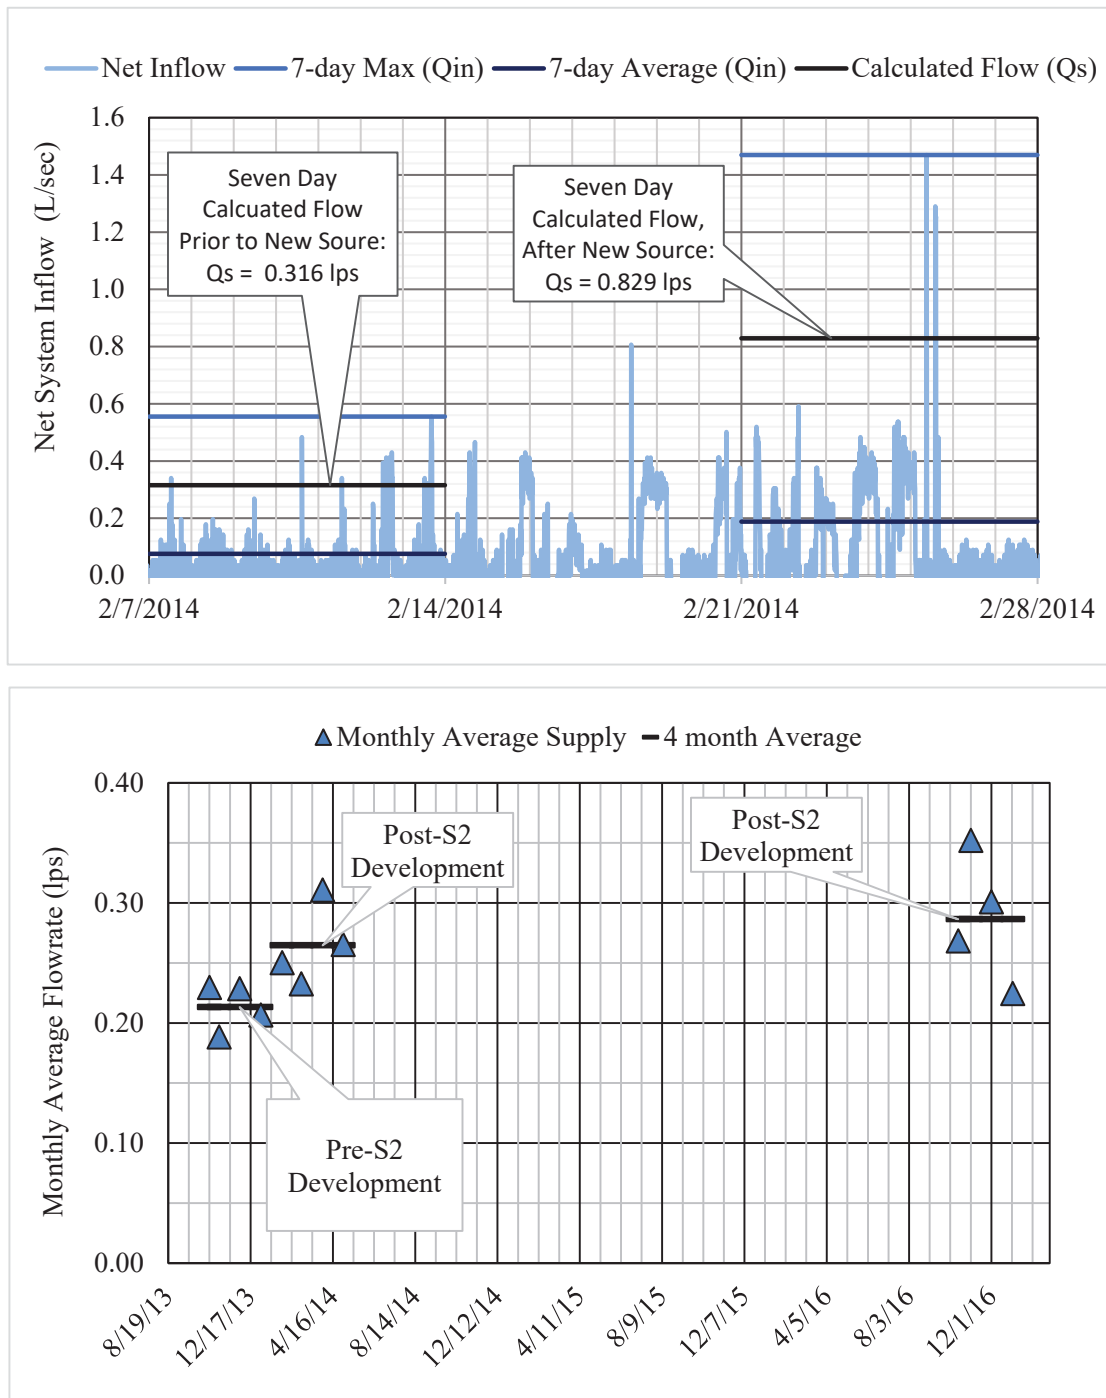 Net Inflow 7-day Max (Qin) 7-day Average (Qin) Calculated Flow (Qs)
Net System Inflow (L/sec)
1.6
1.4
1.2
1.0
0.8
0.6
0.4
0.2
0.0
Seven Day
Calcuated Flow
Prior to New Soure:
Qs = 0.316 lps
Seven Day
Calculated Flow,
After New Source:
Qs = 0.829 lps
2/7/2014 2/14/2014 2/21/2014 2/28/2014
Monthly Average Supply 4 month Average
Monthly Average Flowrate (lps)
0.40
0.30
0.20
0.10
0.00
Post-S2
Development
Post-S2
Development
Pre-S2
Development
8/19/13 12/17/13 4/16/14 8/14/14 12/12/14 4/11/15 8/9/15 12/7/15 4/5/16 8/3/16 12/1/16